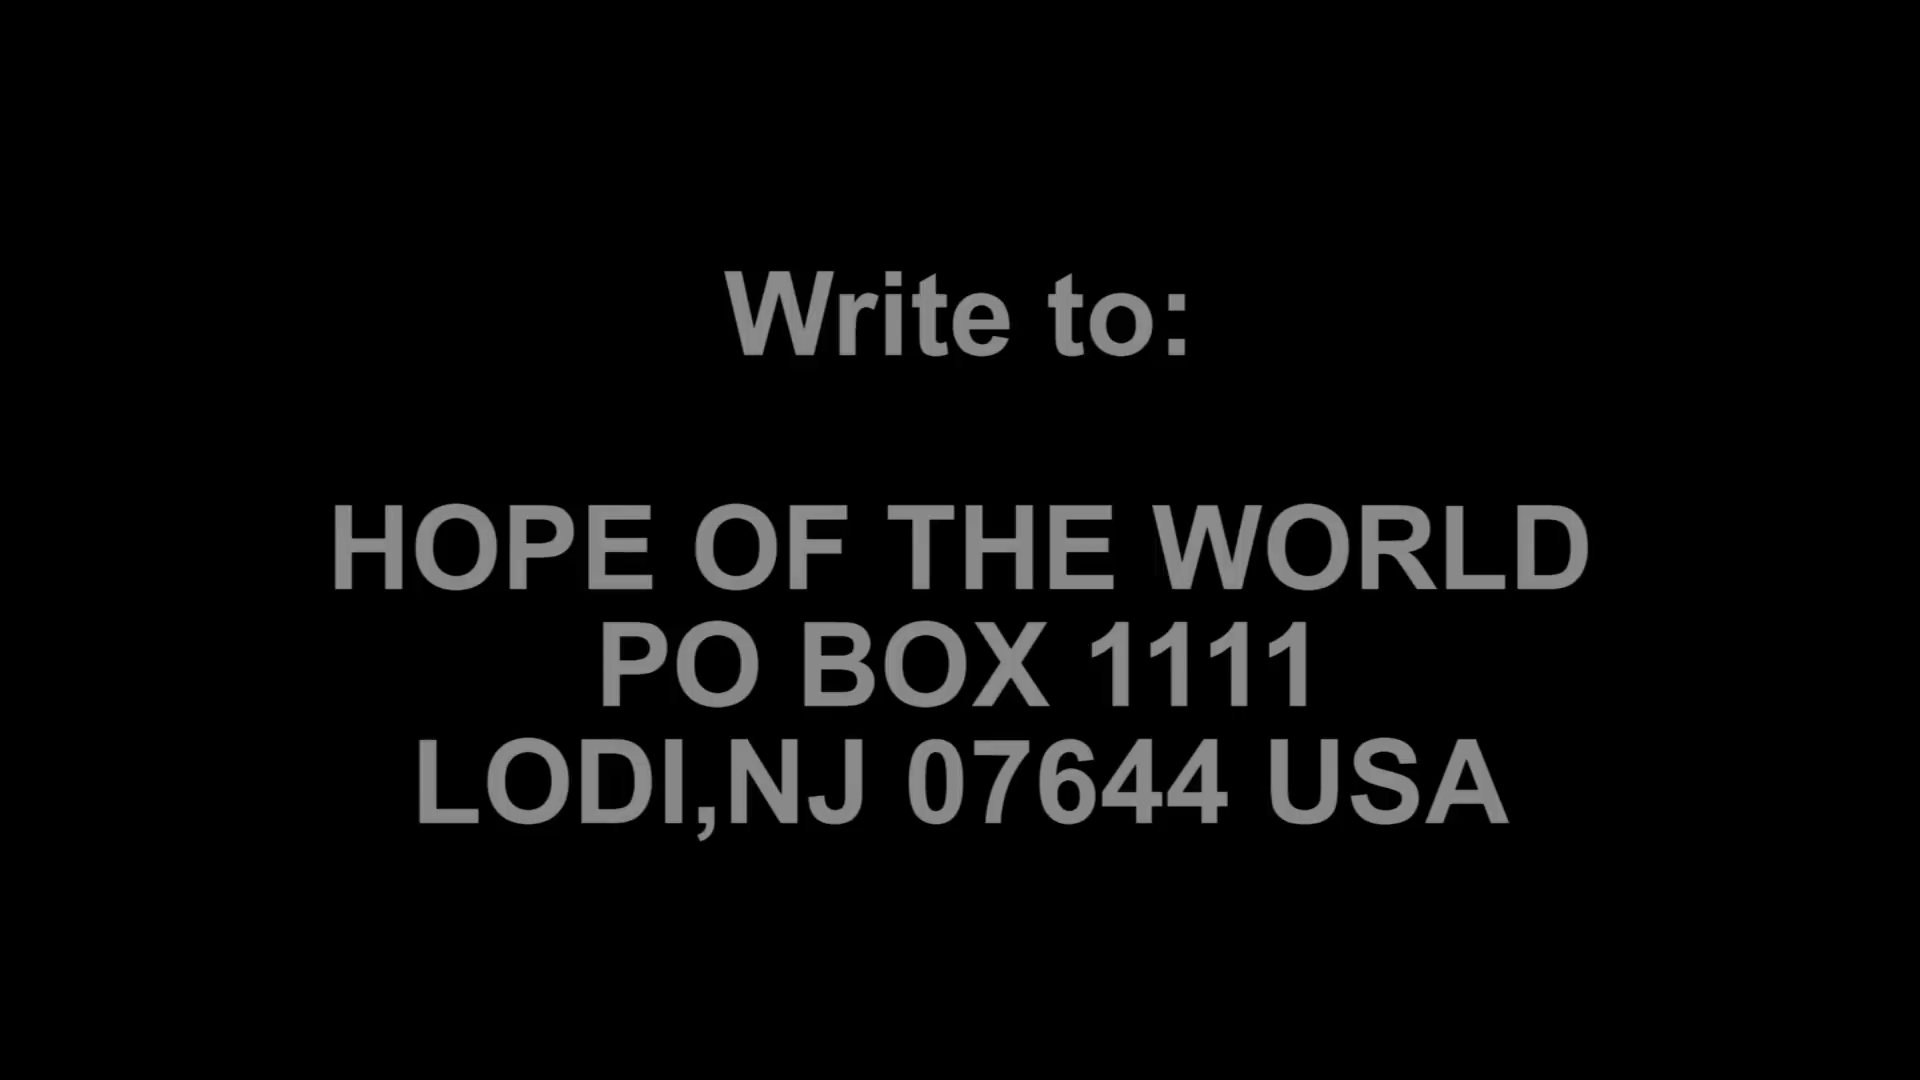 Write to:
HOPE OF THE WORLD
PO BOX 1111
LODI,NJ 07644 USA